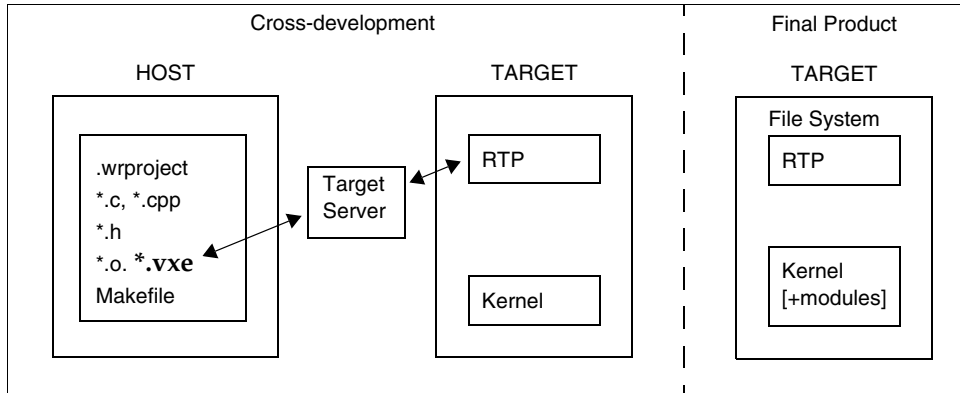 Cross-development
Final Product
HOST
TARGET
TARGET
.wrproject
*.c, *.cpp
*.h
*.o. *.vxe
Makefile
Target
Server
RTP
Kernel
File System
RTP
Kernel
[+modules]